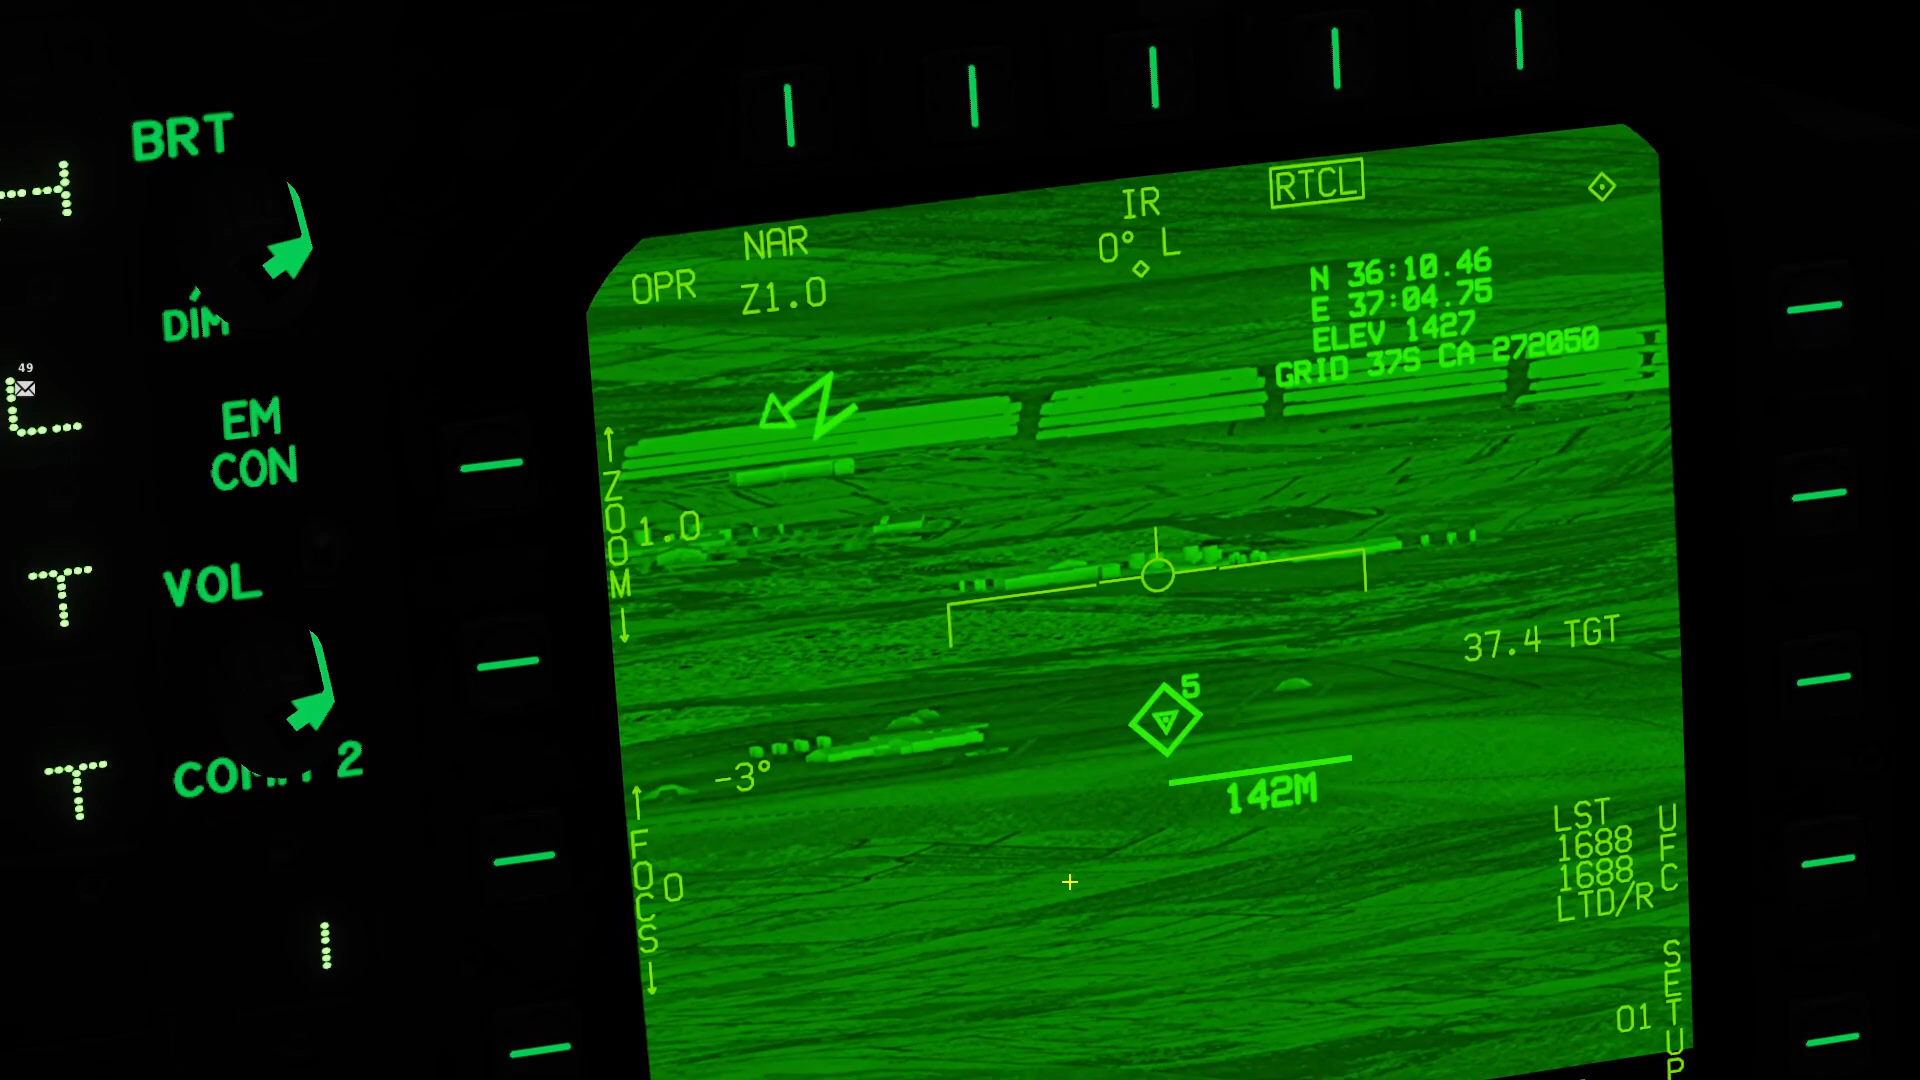 BRT
DIM
49
EM
CON
VOL
2
IR
RTCL
NAR
0° L
OPR
Z1.0
N 36:10.46
E 37:04.75
ELEV 1427
GRID 37S CA 272050
N
ZOOM
1.0
37.4 TGT
5
-3°
142M
LST
1688
1688
LTD/R
UFC
FOCS
0
SETUP
01